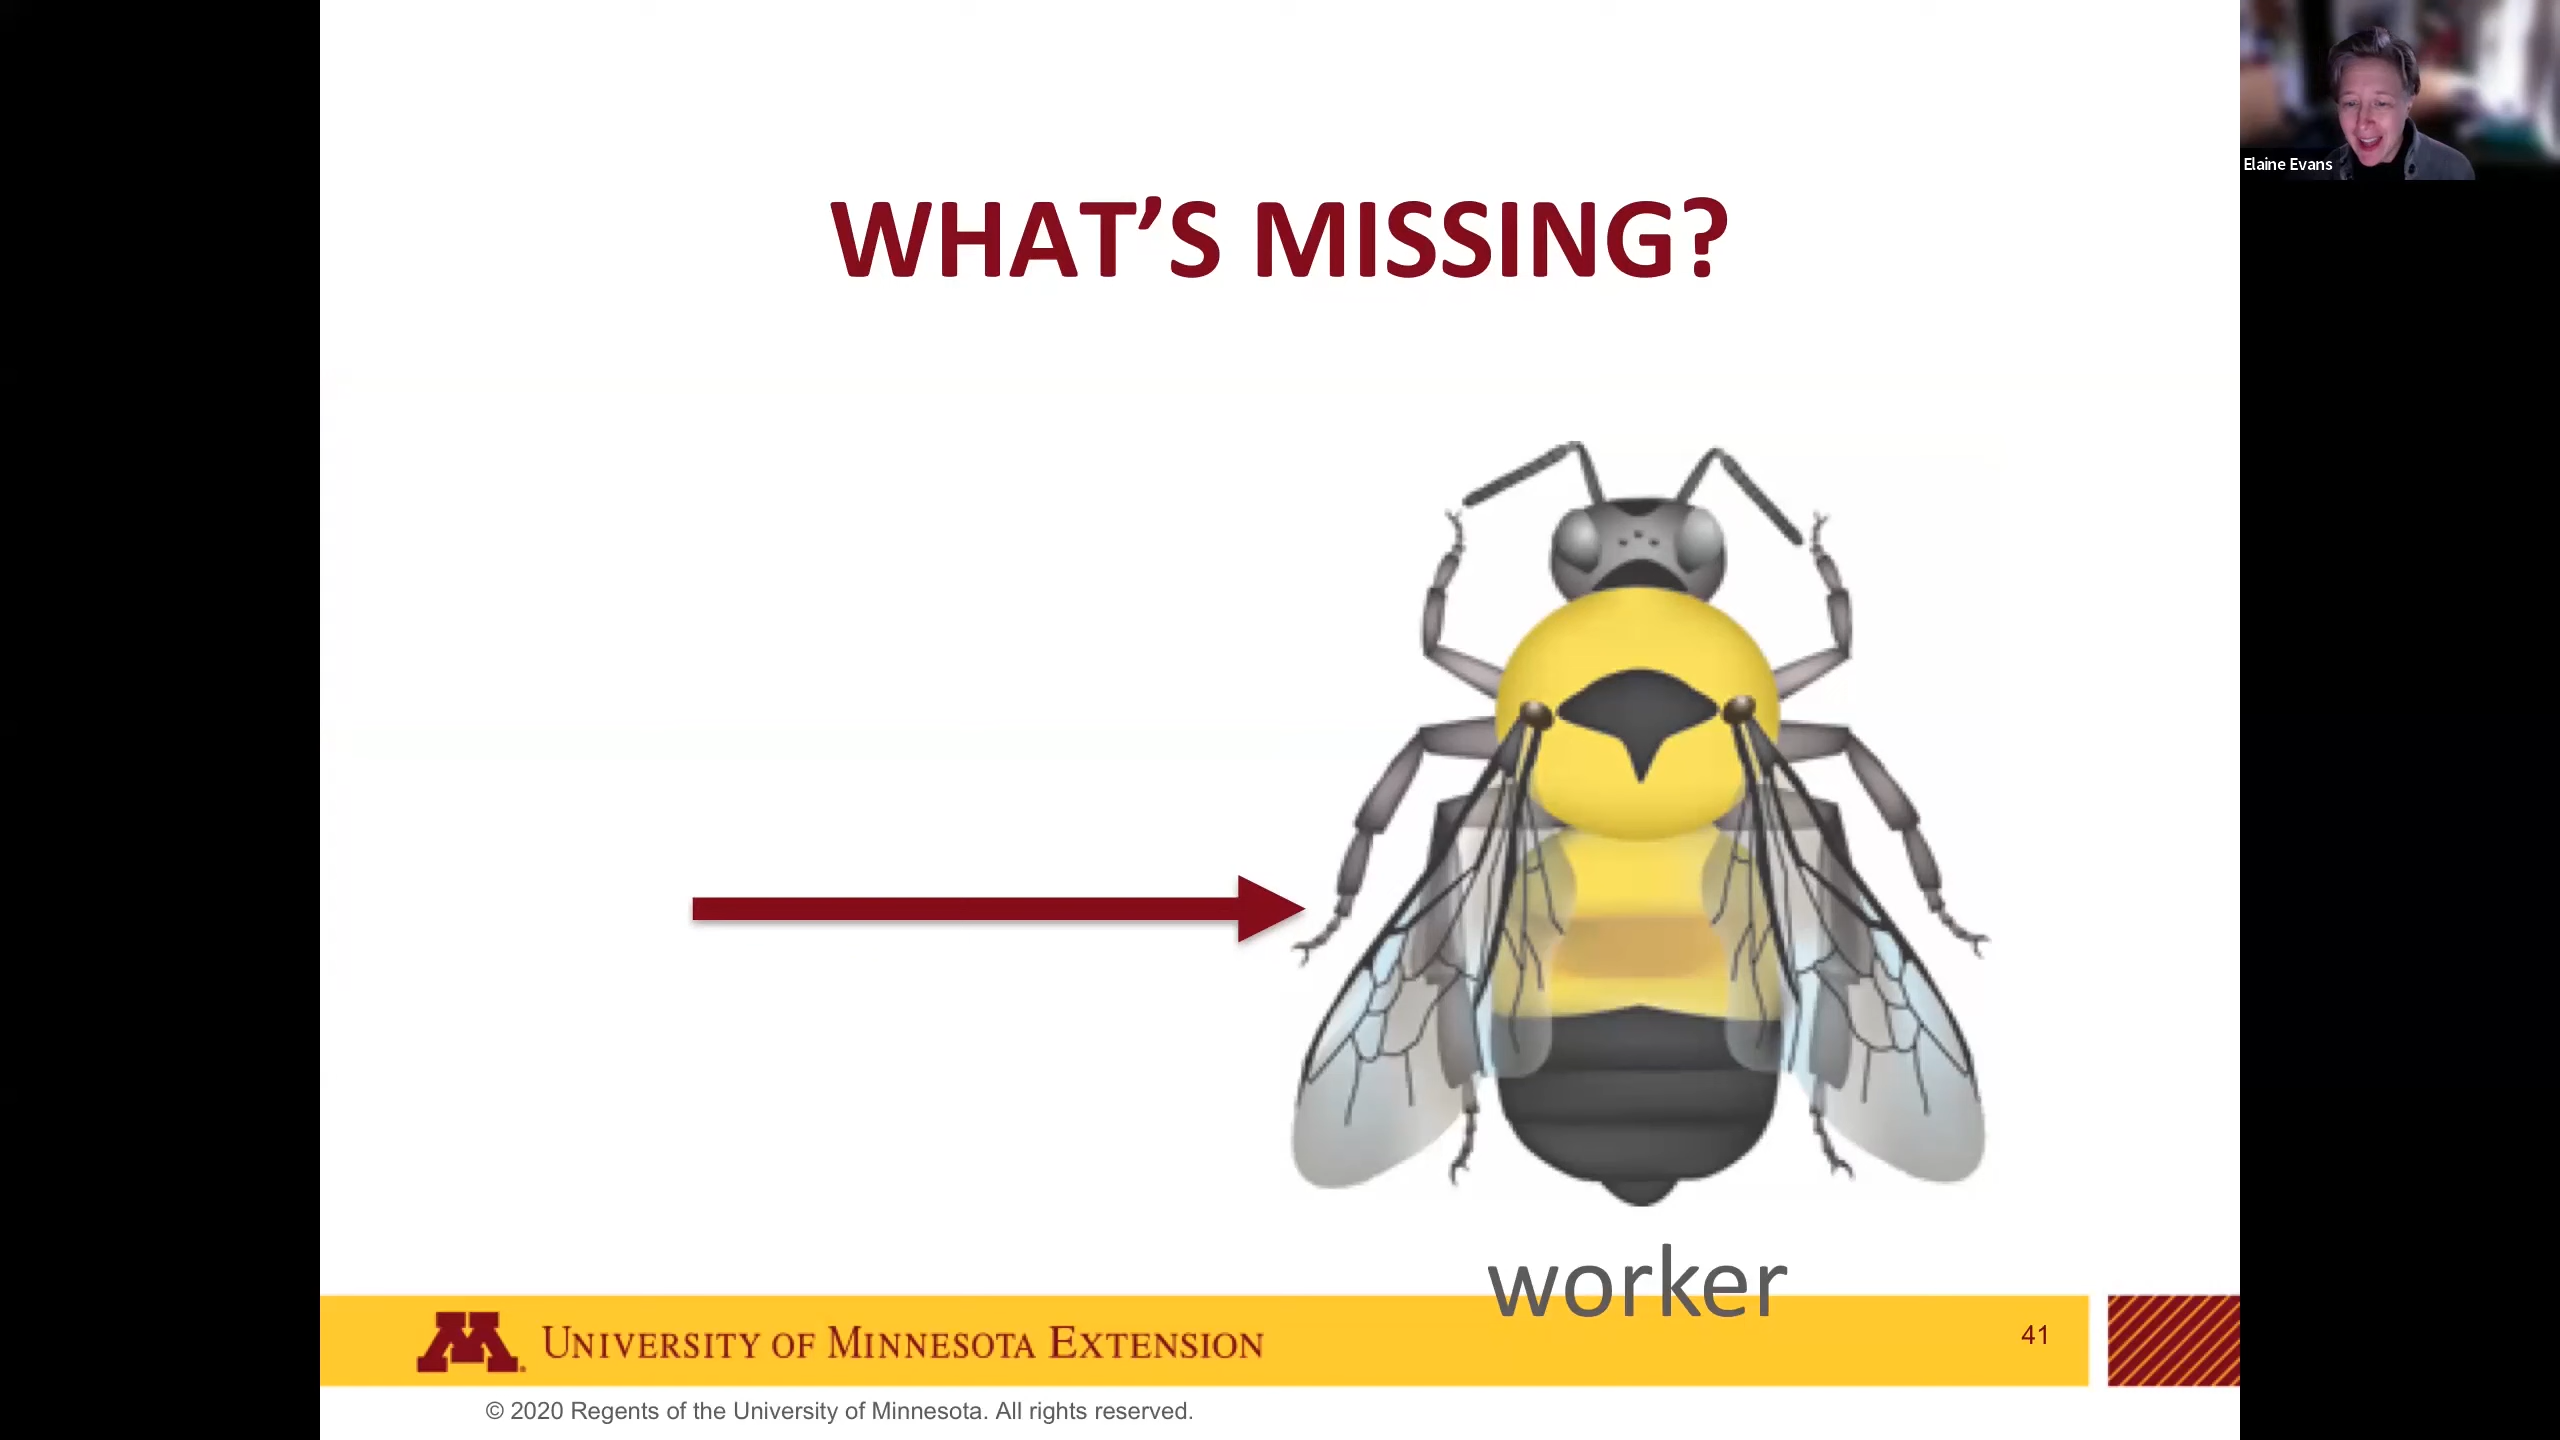 Elaine Evans
WHAT’S MISSING?
worker
UNIVERSITY OF MINNESOTA EXTENSION
41
© 2020 Regents of the University of Minnesota. All rights reserved.